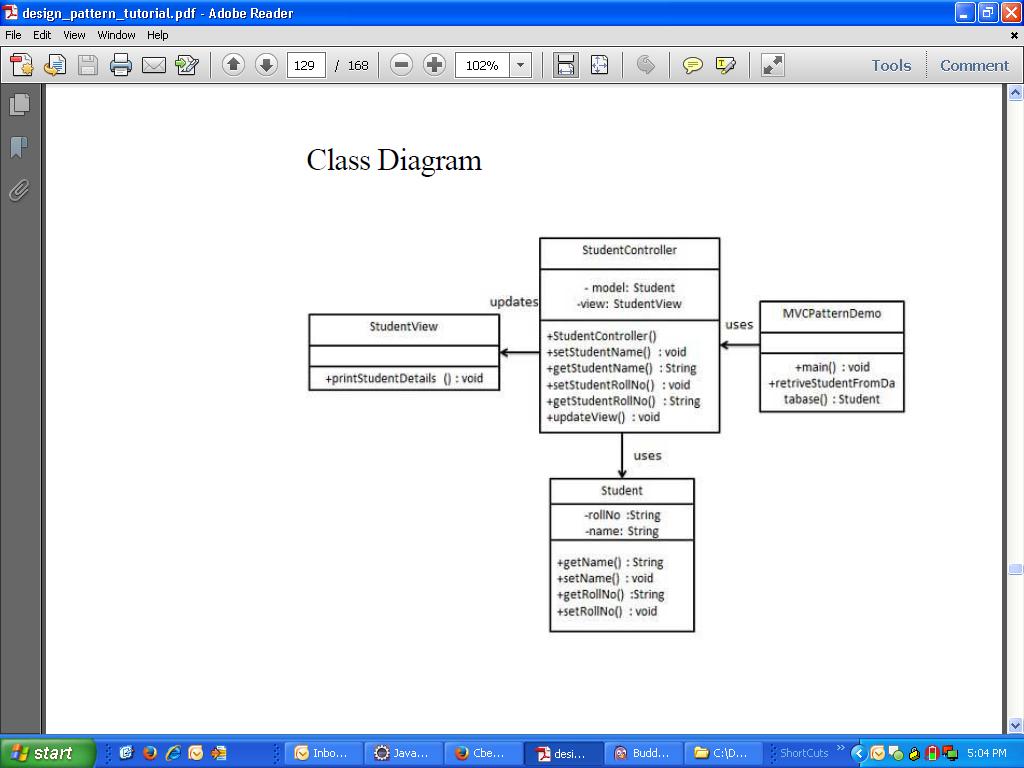 design_pattern_tutorial.pdf - Adobe Reader
File Edit View Window Help
129 / 168 102% Tools Comment
Class Diagram
StudentController
- model: Student
-view: StudentView
+StudentController()
+setStudentName() : void
+getStudentName() : String
+setStudentRollNo() : void
+getStudentRollNo() : String
+updateView() : void
updates
StudentView
+printStudentDetails () : void
uses
MVCPatternDemo
+main() : void
+retriveStudentFromDa
tabase() : Student
uses
Student
-rollNo :String
-name: String
+getName() : String
+setName() : void
+getRollNo() :String
+setRollNo() : void
start Inbo... Java... Cbe... desi... Budd... C:\D... ShortCuts 5:04 PM